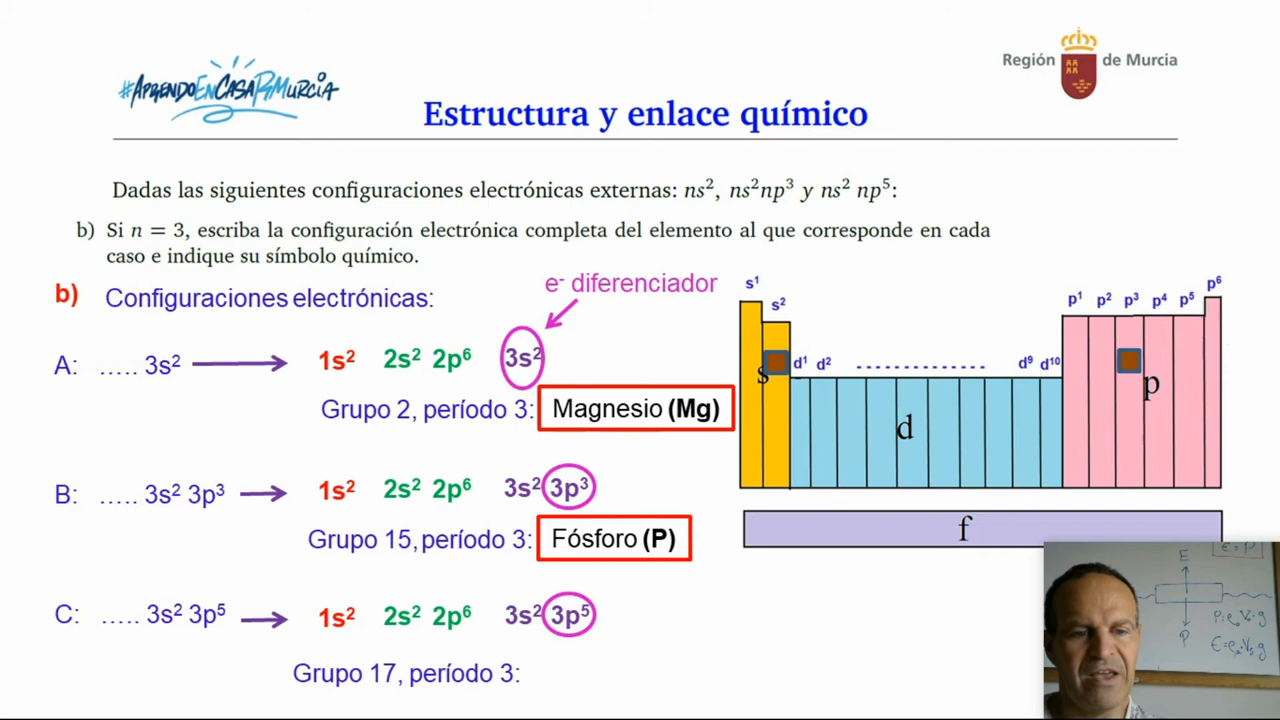 #AprendoEnCasaRMurcia
Región de Murcia
Estructura y enlace químico
Dadas las siguientes configuraciones electrónicas externas: ns², ns²np³ y ns² np⁵:
b) Si n = 3, escriba la configuración electrónica completa del elemento al que corresponde en cada
caso e indique su símbolo químico.
b) Configuraciones electrónicas:
e⁻ diferenciador
A: ..... 3s² 1s² 2s² 2p⁶ 3s²
Grupo 2, período 3: Magnesio (Mg)
B: ..... 3s² 3p³ 1s² 2s² 2p⁶ 3s² 3p³
Grupo 15, período 3: Fósforo (P)
C: ..... 3s² 3p⁵ 1s² 2s² 2p⁶ 3s² 3p⁵
Grupo 17, período 3:
s¹
s²
d¹ d² ................ d⁹ d¹⁰
p¹ p² p³ p⁴ p⁵ p⁶
s
d
p
f
E = P
E
P